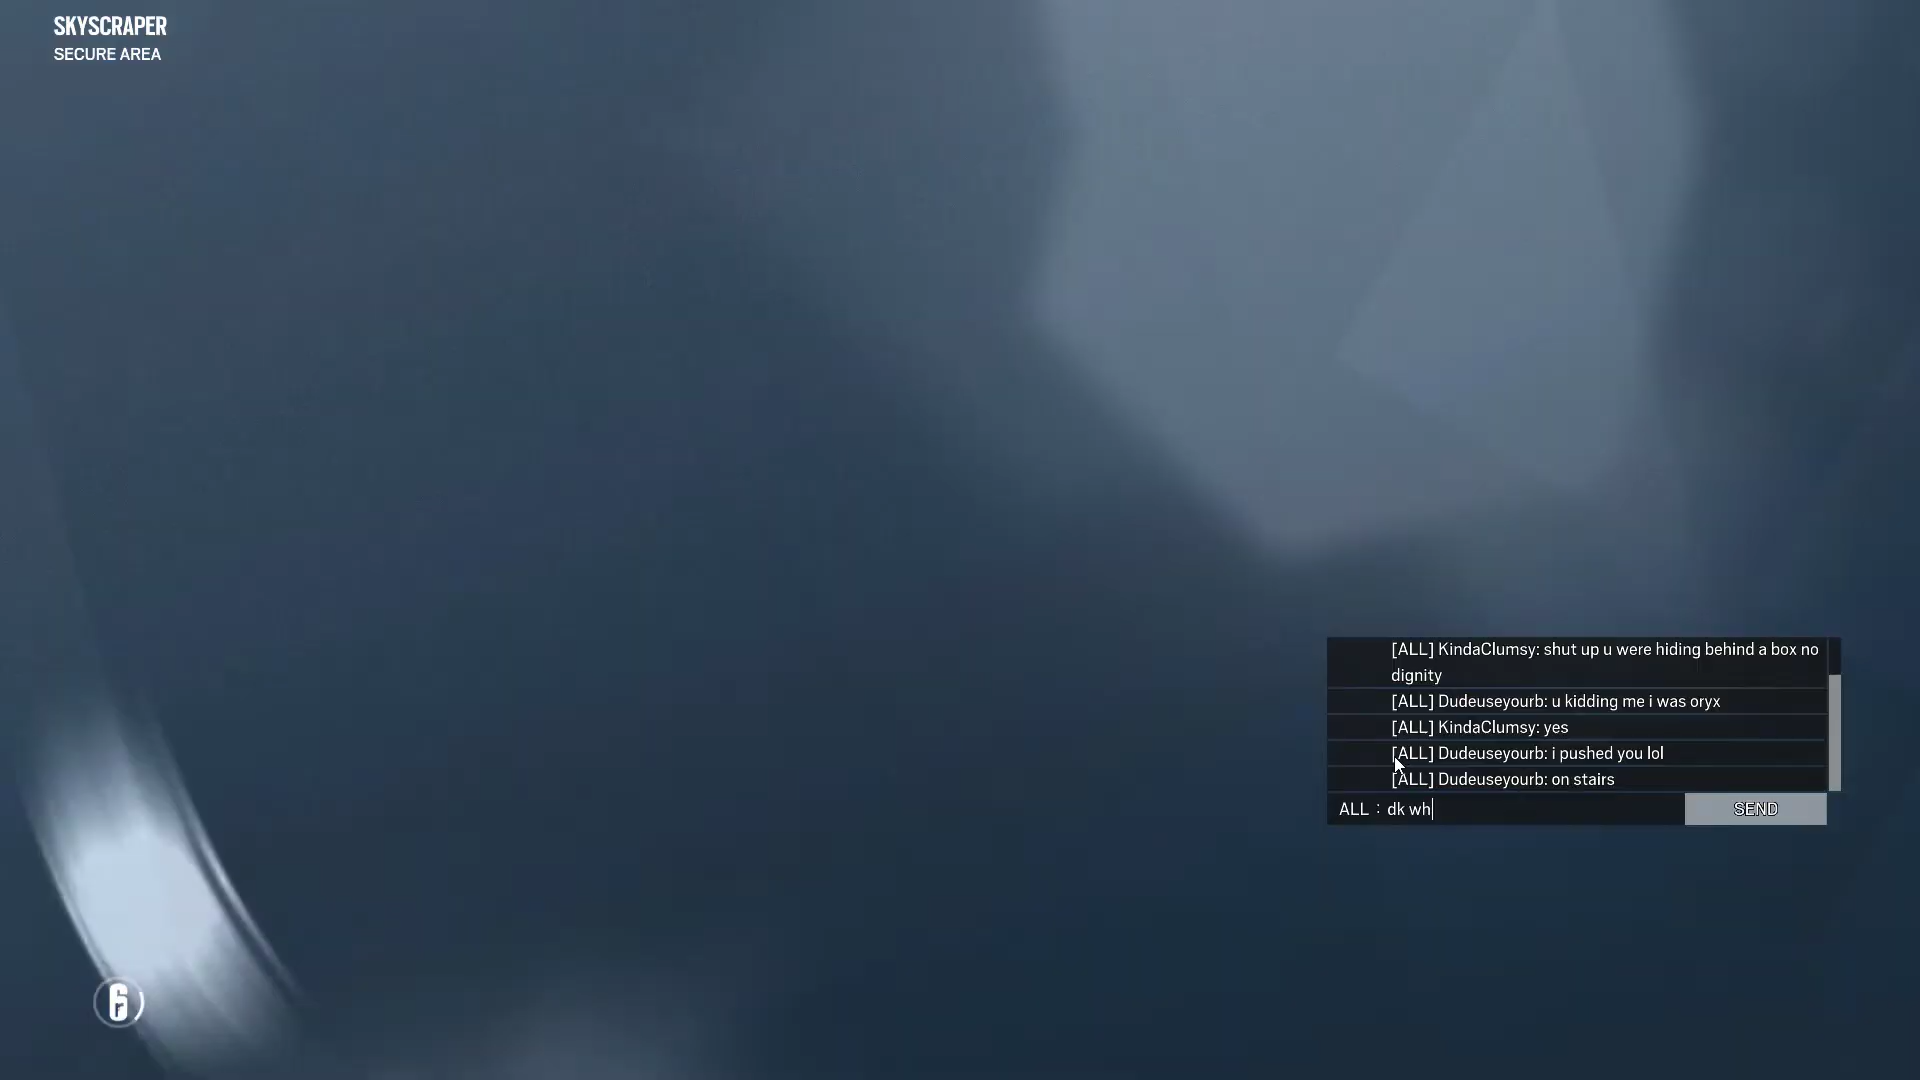 SKYSCRAPER
SECURE AREA
[ALL] KindaClumsy: shut up u were hiding behind a box no
dignity
[ALL] Dudeuseyourb: u kidding me i was oryx
[ALL] KindaClumsy: yes
[ALL] Dudeuseyourb: i pushed you lol
[ALL] Dudeuseyourb: on stairs
ALL : dk wh
SEND
6